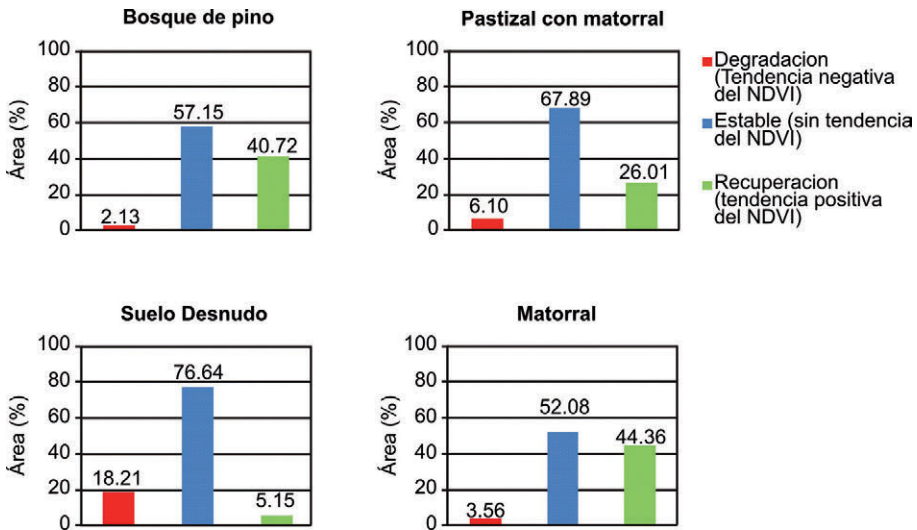 Bosque de pino
Área (%)
100
80
60
40
20
0
2.13
57.15
40.72
Pastizal con matorral
Área (%)
100
80
60
40
20
0
6.10
67.89
26.01
Degradacion
(Tendencia negativa
del NDVI)
Estable (sin tendencia
del NDVI)
Recuperacion
(tendencia positiva
del NDVI)
Suelo Desnudo
Área (%)
100
80
60
40
20
0
18.21
76.64
5.15
Matorral
Área (%)
100
80
60
40
20
0
3.56
52.08
44.36